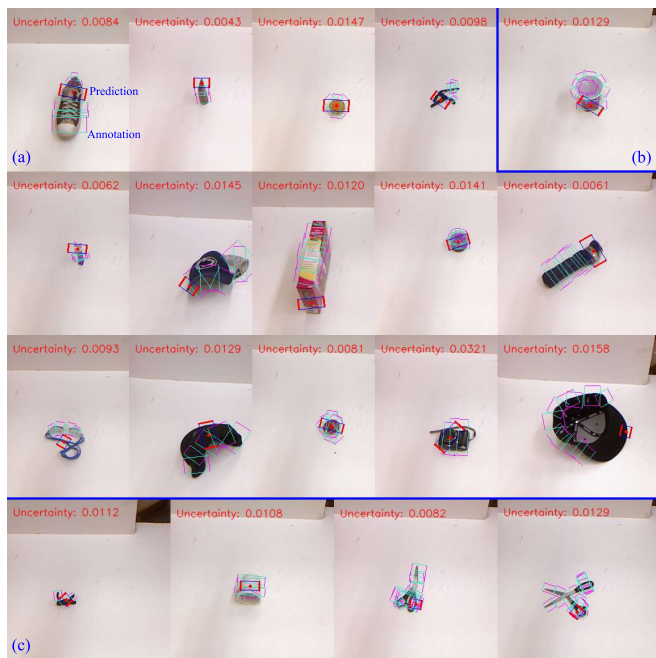 Uncertainty: 0.0084
Uncertainty: 0.0043
Uncertainty: 0.0147
Uncertainty: 0.0098
Uncertainty: 0.0129
Prediction
Annotation
(a)
(b)
Uncertainty: 0.0062
Uncertainty: 0.0145
Uncertainty: 0.0120
Uncertainty: 0.0141
Uncertainty: 0.0061
Uncertainty: 0.0093
Uncertainty: 0.0129
Uncertainty: 0.0081
Uncertainty: 0.0321
Uncertainty: 0.0158
Uncertainty: 0.0112
Uncertainty: 0.0108
Uncertainty: 0.0082
Uncertainty: 0.0129
(c)